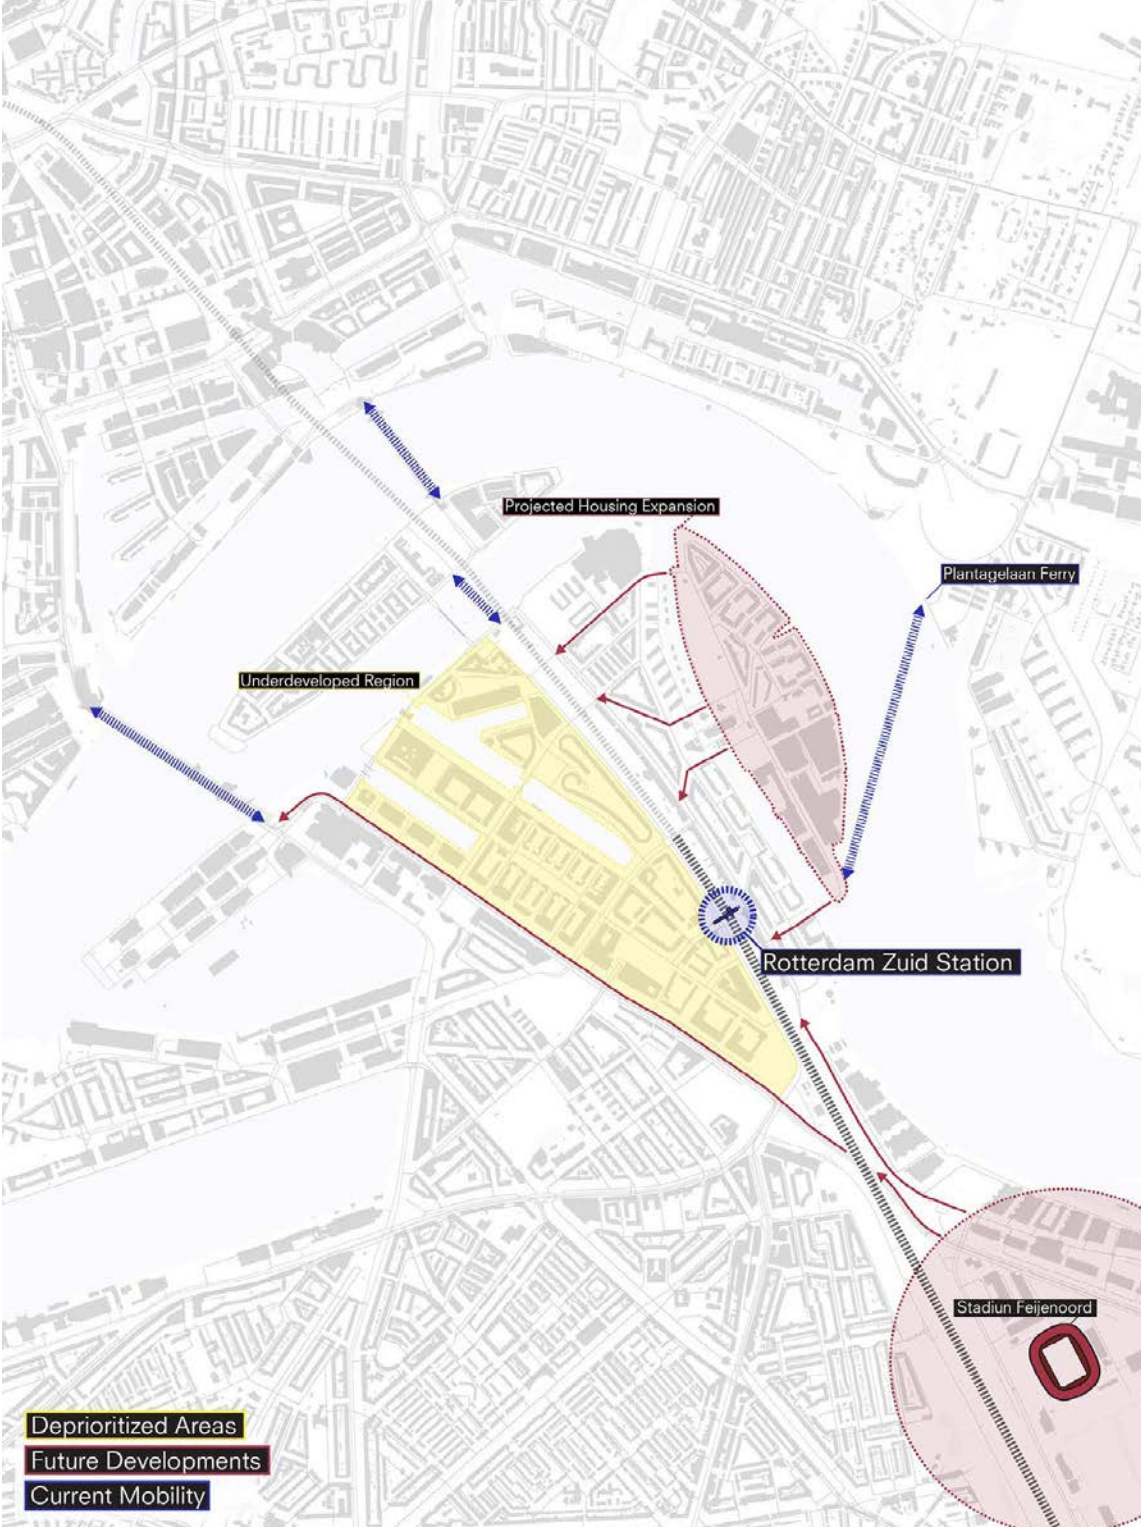 Projected Housing Expansion
Plantagelaan Ferry
Underdeveloped Region
Rotterdam Zuid Station
Stadiun Feijenoord
Deprioritized Areas
Future Developments
Current Mobility